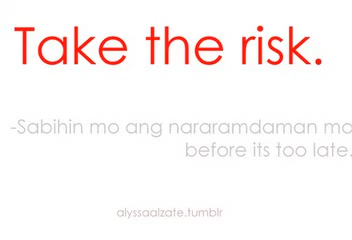 Take the risk.
-Sabihin mo ang nararamdaman mo
before its too late.
alyssaalzate.tumblr